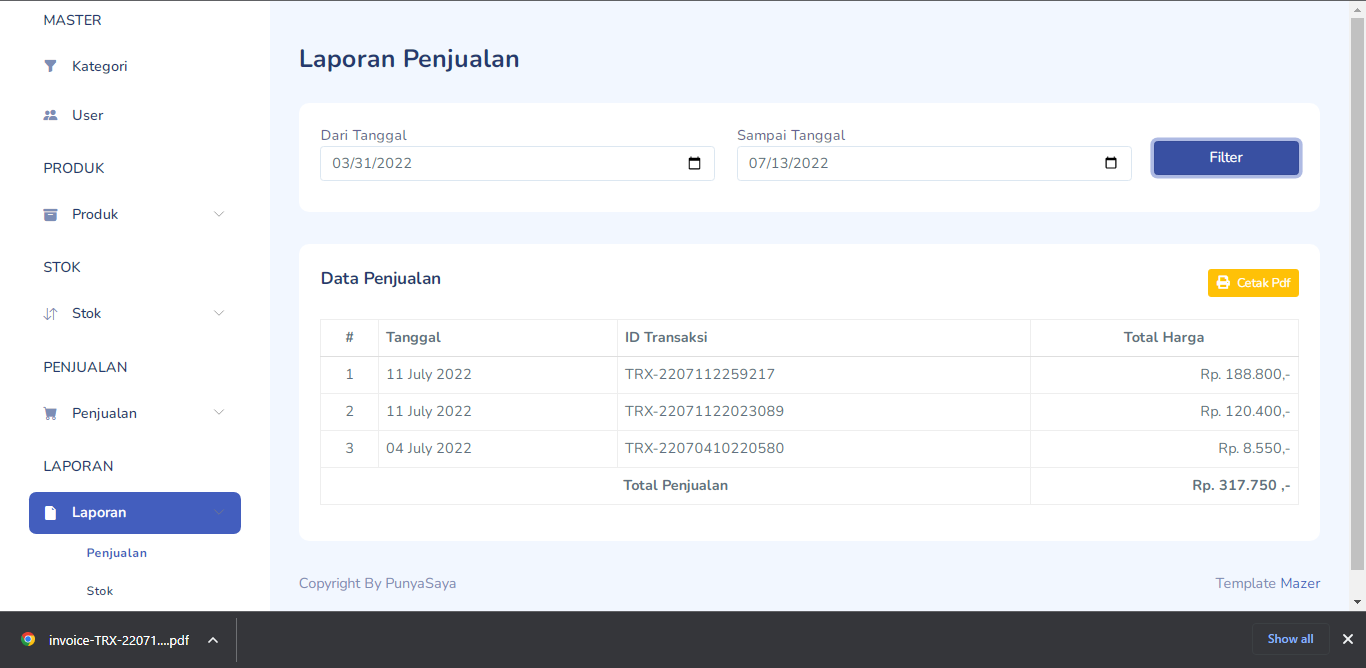 MASTER
Kategori
User
PRODUK
Produk
STOK
Stok
PENJUALAN
Penjualan
LAPORAN
Laporan
Penjualan
Stok
Laporan Penjualan
Dari Tanggal
03/31/2022
Sampai Tanggal
07/13/2022
Filter
Data Penjualan
Cetak Pdf
# Tanggal ID Transaksi Total Harga
1 11 July 2022 TRX-2207112259217 Rp. 188.800,-
2 11 July 2022 TRX-22071122023089 Rp. 120.400,-
3 04 July 2022 TRX-22070410220580 Rp. 8.550,-
Total Penjualan Rp. 317.750 ,-
Copyright By PunyaSaya
Template Mazer
invoice-TRX-22071....pdf
Show all